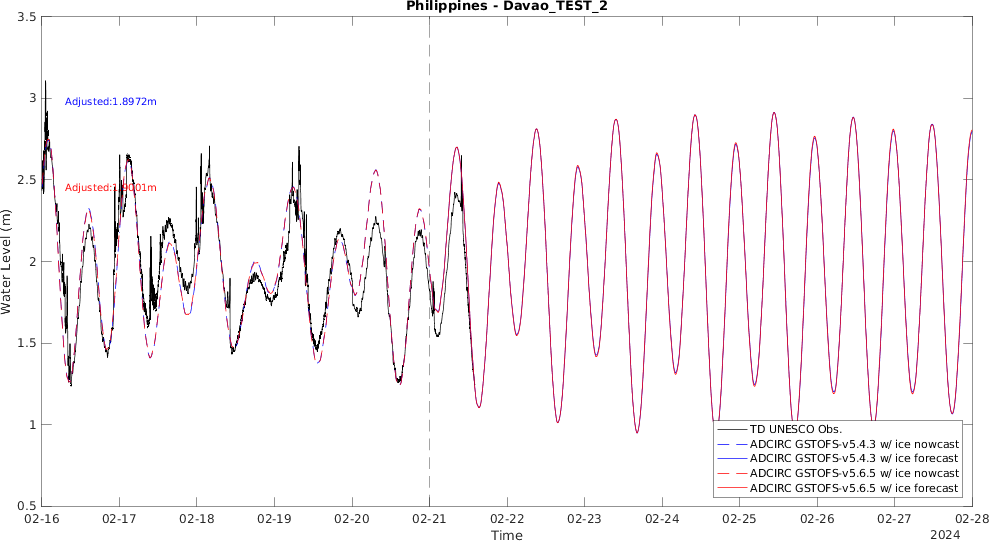 Philippines - Davao_TEST_2
3.5
3
2.5
2
1.5
1
0.5
Water Level (m)
Adjusted:1.8972m
Adjusted:1.9001m
TD UNESCO Obs.
ADCIRC GSTOFS-v5.4.3 w/ ice nowcast
ADCIRC GSTOFS-v5.4.3 w/ ice forecast
ADCIRC GSTOFS-v5.6.5 w/ ice nowcast
ADCIRC GSTOFS-v5.6.5 w/ ice forecast
02-16 02-17 02-18 02-19 02-20 02-21 02-22 02-23 02-24 02-25 02-26 02-27 02-28
Time
2024